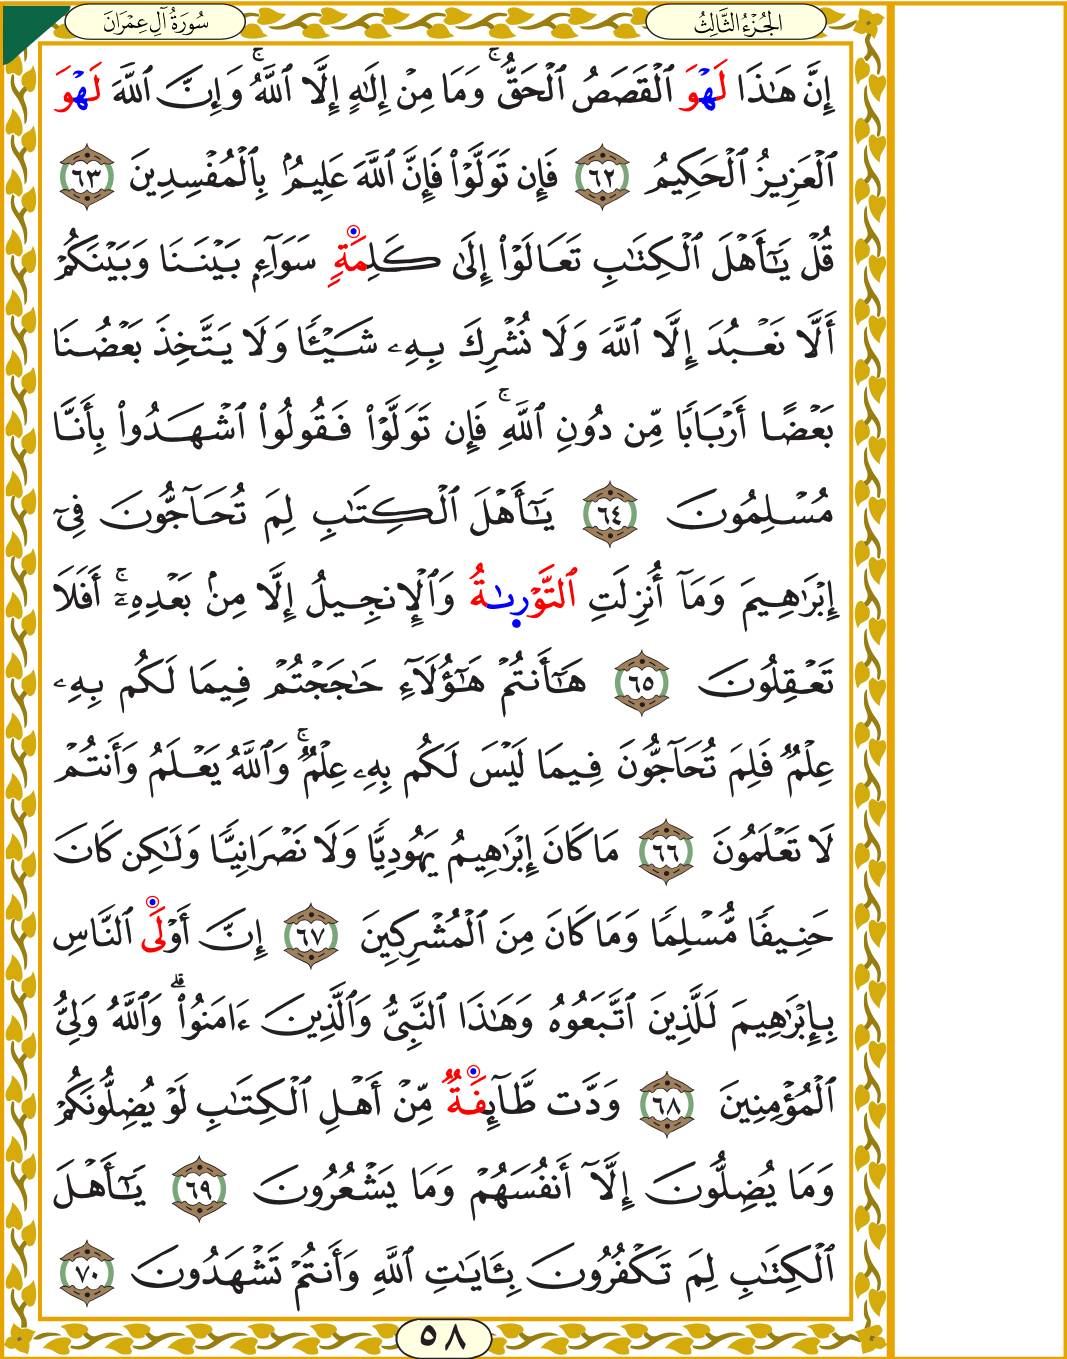 الجُزْءُ الثَّالِثُ
سُورَةُ آلِ عِمْرَانَ
إِنَّ هَٰذَا لَهْوَ ٱلْقَصَصُ ٱلْحَقُّۚ وَمَا مِنْ إِلَٰهٍ إِلَّا ٱللَّهُۚ وَإِنَّ ٱللَّهَ لَهْوَ
ٱلْعَزِيزُ ٱلْحَكِيمُ ٦٢ فَإِن تَوَلَّوْا۟ فَإِنَّ ٱللَّهَ عَلِيمُۢ بِٱلْمُفْسِدِينَ ٦٣
قُلْ يَٰٓأَهْلَ ٱلْكِتَٰبِ تَعَالَوْا۟ إِلَىٰ كَلِمَةٍ سَوَآءِۭ بَيْنَنَا وَبَيْنَكُمْ
أَلَّا نَعْبُدَ إِلَّا ٱللَّهَ وَلَا نُشْرِكَ بِهِۦ شَيْـًٔا وَلَا يَتَّخِذَ بَعْضُنَا
بَعْضًا أَرْبَابًا مِّن دُونِ ٱللَّهِۚ فَإِن تَوَلَّوْا۟ فَقُولُوا۟ ٱشْهَدُوا۟ بِأَنَّا
مُسْلِمُونَ ٦٤ يَٰٓأَهْلَ ٱلْكِتَٰبِ لِمَ تُحَآجُّونَ فِىٓ
إِبْرَٰهِيمَ وَمَآ أُنزِلَتِ ٱلتَّوْرىٰةُ وَٱلْإِنجِيلُ إِلَّا مِنۢ بَعْدِهِۦٓۚ أَفَلَا
تَعْقِلُونَ ٦٥ هَٰٓأَنتُمْ هَٰٓؤُلَآءِ حَٰجَجْتُمْ فِيمَا لَكُم بِهِۦ
عِلْمٌ فَلِمَ تُحَآجُّونَ فِيمَا لَيْسَ لَكُم بِهِۦ عِلْمٌۚ وَٱللَّهُ يَعْلَمُ وَأَنتُمْ
لَا تَعْلَمُونَ ٦٦ مَا كَانَ إِبْرَٰهِيمُ يَهُودِيًّا وَلَا نَصْرَانِيًّا وَلَٰكِن كَانَ
حَنِيفًا مُّسْلِمًا وَمَا كَانَ مِنَ ٱلْمُشْرِكِينَ ٦٧ إِنَّ أَوْلَى ٱلنَّاسِ
بِإِبْرَٰهِيمَ لَلَّذِينَ ٱتَّبَعُوهُ وَهَٰذَا ٱلنَّبِىُّ وَٱلَّذِينَ ءَامَنُوا۟ۗ وَٱللَّهُ وَلِىُّ
ٱلْمُؤْمِنِينَ ٦٨ وَدَّت طَّآئِفَةٌ مِّنْ أَهْلِ ٱلْكِتَٰبِ لَوْ يُضِلُّونَكُمْ
وَمَا يُضِلُّونَ إِلَّآ أَنفُسَهُمْ وَمَا يَشْعُرُونَ ٦٩ يَٰٓأَهْلَ
ٱلْكِتَٰبِ لِمَ تَكْفُرُونَ بِـَٔايَٰتِ ٱللَّهِ وَأَنتُمْ تَشْهَدُونَ ٧٠
٥٨